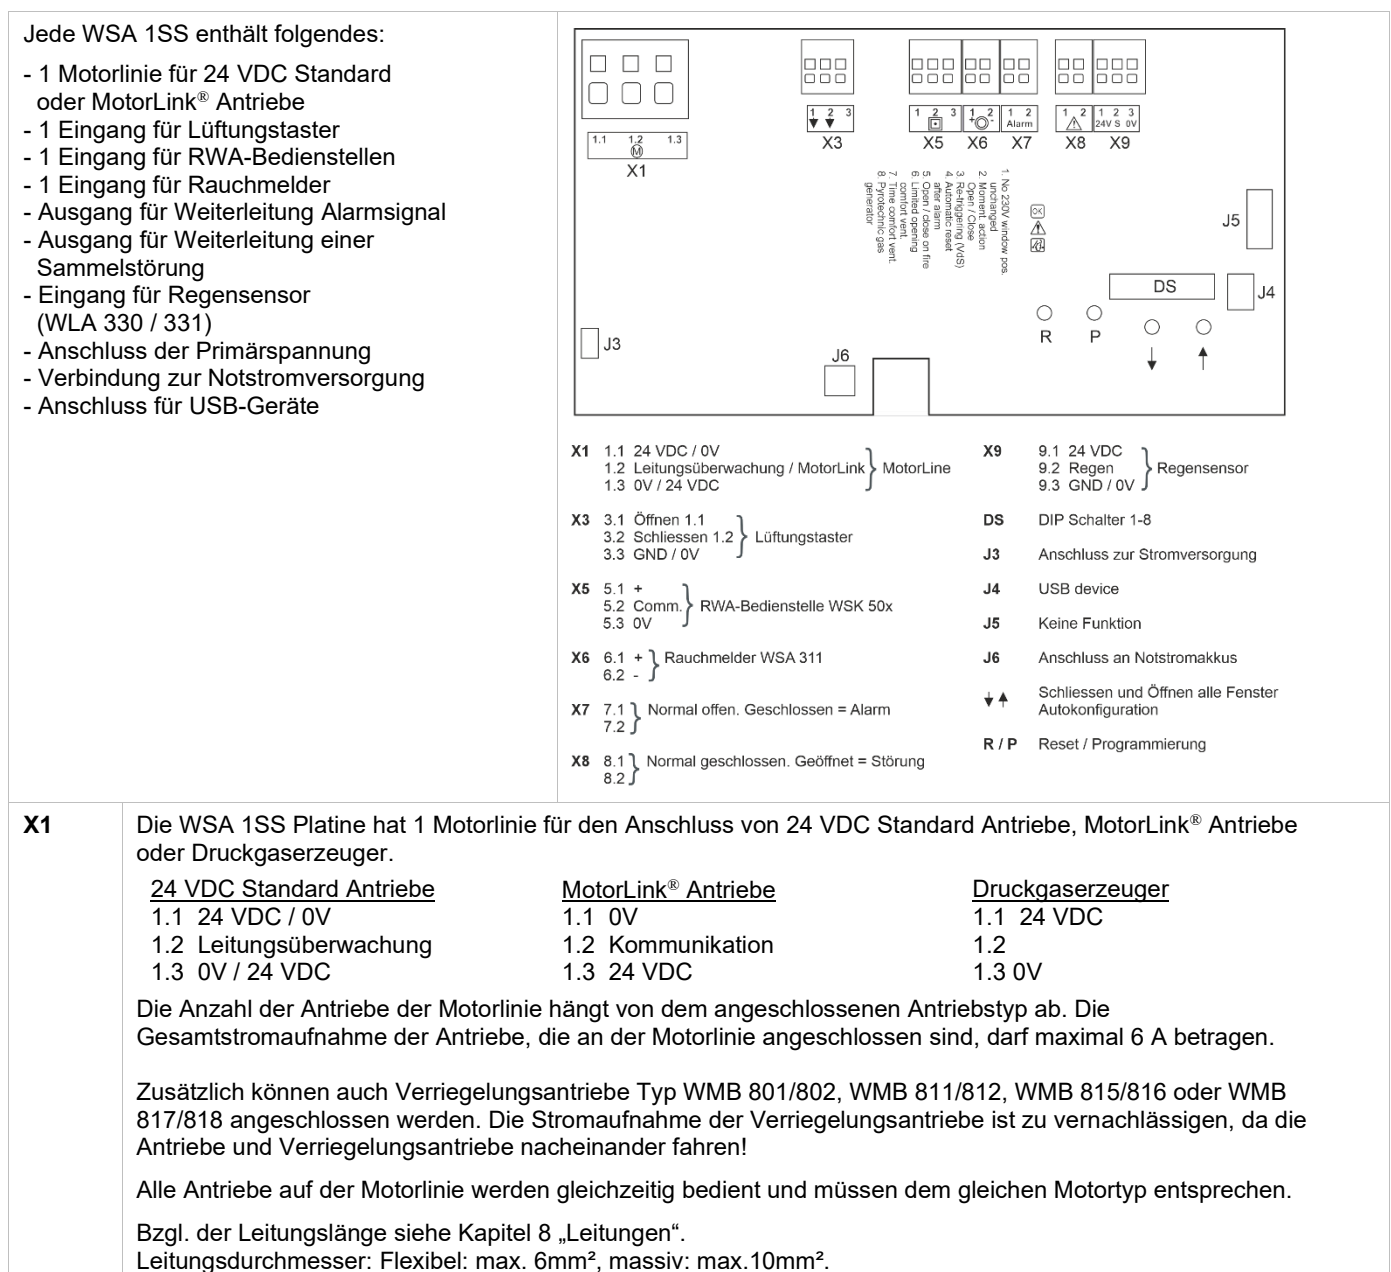 Jede WSA 1SS enthält folgendes:
- 1 Motorlinie für 24 VDC Standard
oder MotorLink® Antriebe
- 1 Eingang für Lüftungstaster
- 1 Eingang für RWA-Bedienstellen
- 1 Eingang für Rauchmelder
- Ausgang für Weiterleitung Alarmsignal
- Ausgang für Weiterleitung einer
Sammelstörung
- Eingang für Regensensor
(WLA 330 / 331)
- Anschluss der Primärspannung
- Verbindung zur Notstromversorgung
- Anschluss für USB-Geräte
1.1 1.2 1.3
M
X1
1 2 3
X3
1 2 3
X5
1 2
+ -
X6
1 2
Alarm
X7
1 2
X8
1 2 3
24V S 0V
X9
1. No 230V window pos.
unchanged
2. Moment. action
Open / Close
3. Re-triggering (VdS)
4. Automatic reset
after alarm
5. Open / close on fire
6. Limited opening
comfort vent.
7. Time comfort vent.
8. Pyrotechnic gas
generator
J5
DS
J4
R
P
J3
J6
X1 1.1 24 VDC / 0V
1.2 Leitungsüberwachung / MotorLink
1.3 0V / 24 VDC
MotorLine
X3 3.1 Öffnen 1.1
3.2 Schliessen 1.2
3.3 GND / 0V
Lüftungstaster
X5 5.1 +
5.2 Comm.
5.3 0V
RWA-Bedienstelle WSK 50x
X6 6.1 +
6.2 -
Rauchmelder WSA 311
X7 7.1
7.2
Normal offen. Geschlossen = Alarm
X8 8.1
8.2
Normal geschlossen. Geöffnet = Störung
X9 9.1 24 VDC
9.2 Regen
9.3 GND / 0V
Regensensor
DS DIP Schalter 1-8
J3 Anschluss zur Stromversorgung
J4 USB device
J5 Keine Funktion
J6 Anschluss an Notstromakkus
Schliessen und Öffnen alle Fenster
Autokonfiguration
R / P Reset / Programmierung
X1
Die WSA 1SS Platine hat 1 Motorlinie für den Anschluss von 24 VDC Standard Antriebe, MotorLink® Antriebe
oder Druckgaserzeuger.
24 VDC Standard Antriebe
1.1 24 VDC / 0V
1.2 Leitungsüberwachung
1.3 0V / 24 VDC
MotorLink® Antriebe
1.1 0V
1.2 Kommunikation
1.3 24 VDC
Druckgaserzeuger
1.1 24 VDC
1.2
1.3 0V
Die Anzahl der Antriebe der Motorlinie hängt von dem angeschlossenen Antriebstyp ab. Die
Gesamtstromaufnahme der Antriebe, die an der Motorlinie angeschlossen sind, darf maximal 6 A betragen.
Zusätzlich können auch Verriegelungsantriebe Typ WMB 801/802, WMB 811/812, WMB 815/816 oder WMB
817/818 angeschlossen werden. Die Stromaufnahme der Verriegelungsantriebe ist zu vernachlässigen, da die
Antriebe und Verriegelungsantriebe nacheinander fahren!
Alle Antriebe auf der Motorlinie werden gleichzeitig bedient und müssen dem gleichen Motortyp entsprechen.
Bzgl. der Leitungslänge siehe Kapitel 8 „Leitungen“.
Leitungsdurchmesser: Flexibel: max. 6mm², massiv: max.10mm².